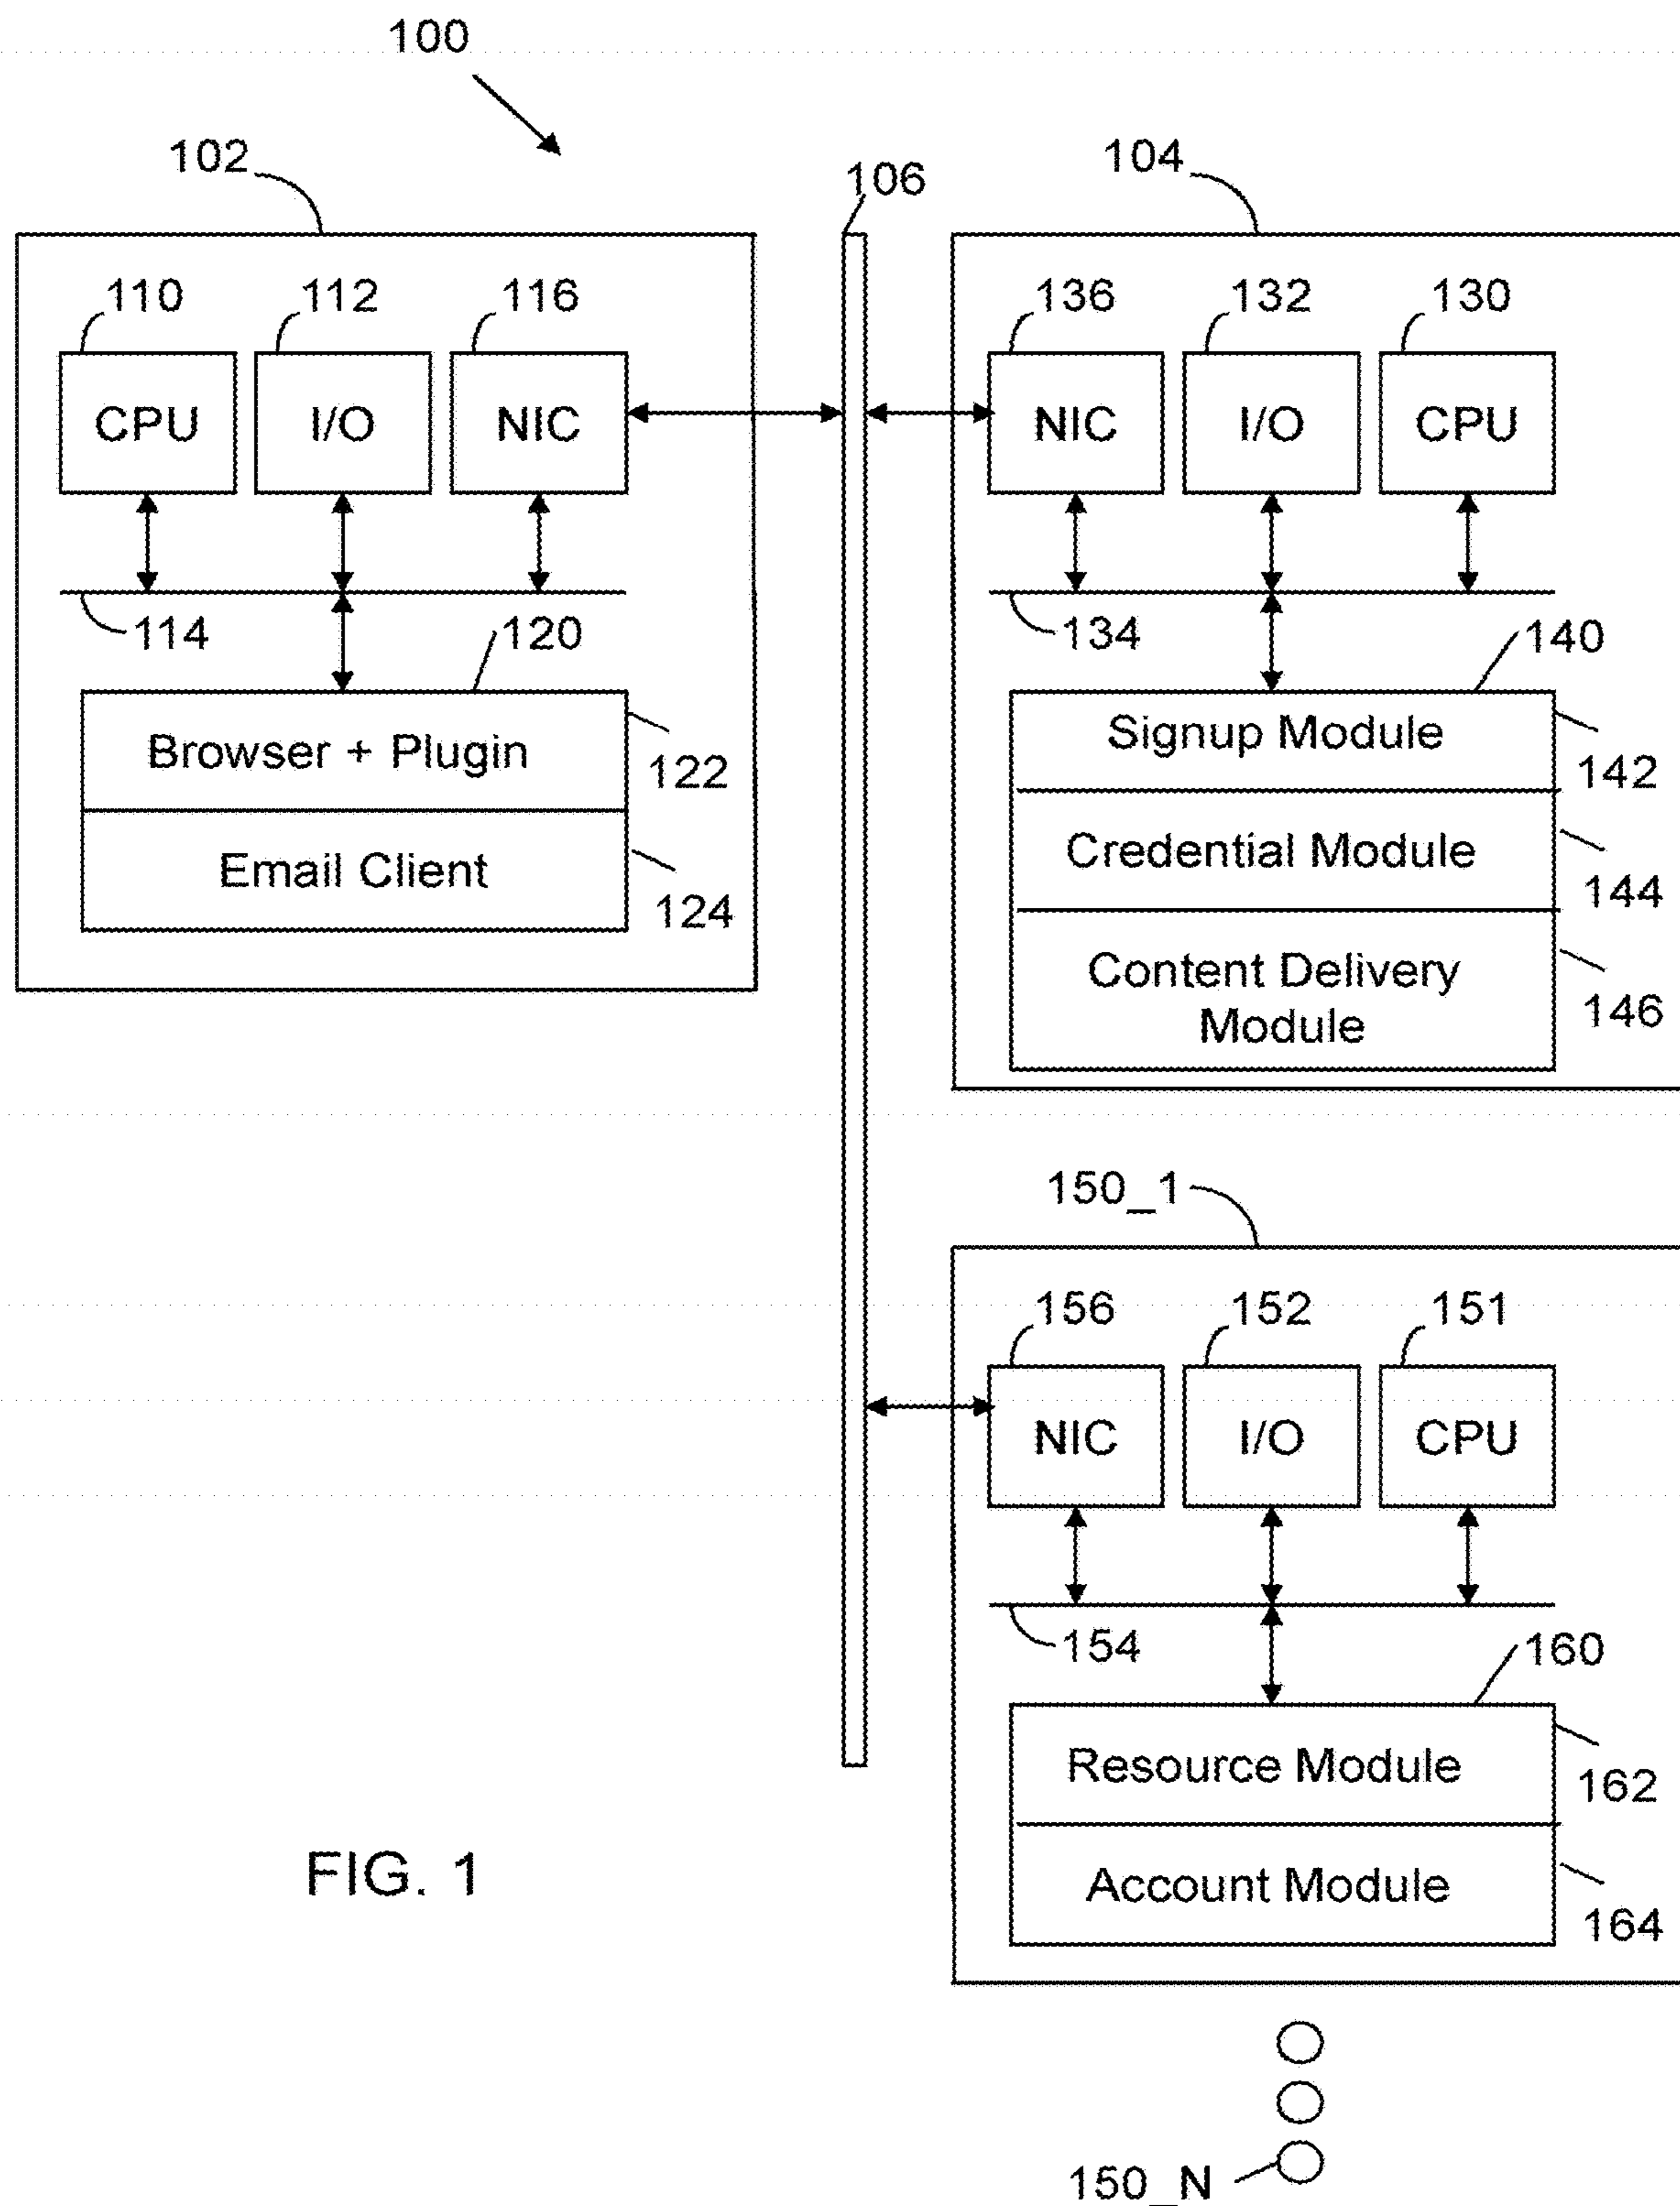 100
102
106
104
110 112 116
136 132 130
CPU I/O NIC
NIC I/O CPU
114 120
134 140
Browser + Plugin
122
Email Client
124
Signup Module
142
Credential Module
144
Content Delivery
Module
146
150_1
156 152 151
NIC I/O CPU
154 160
Resource Module
162
Account Module
164
FIG. 1
150_N